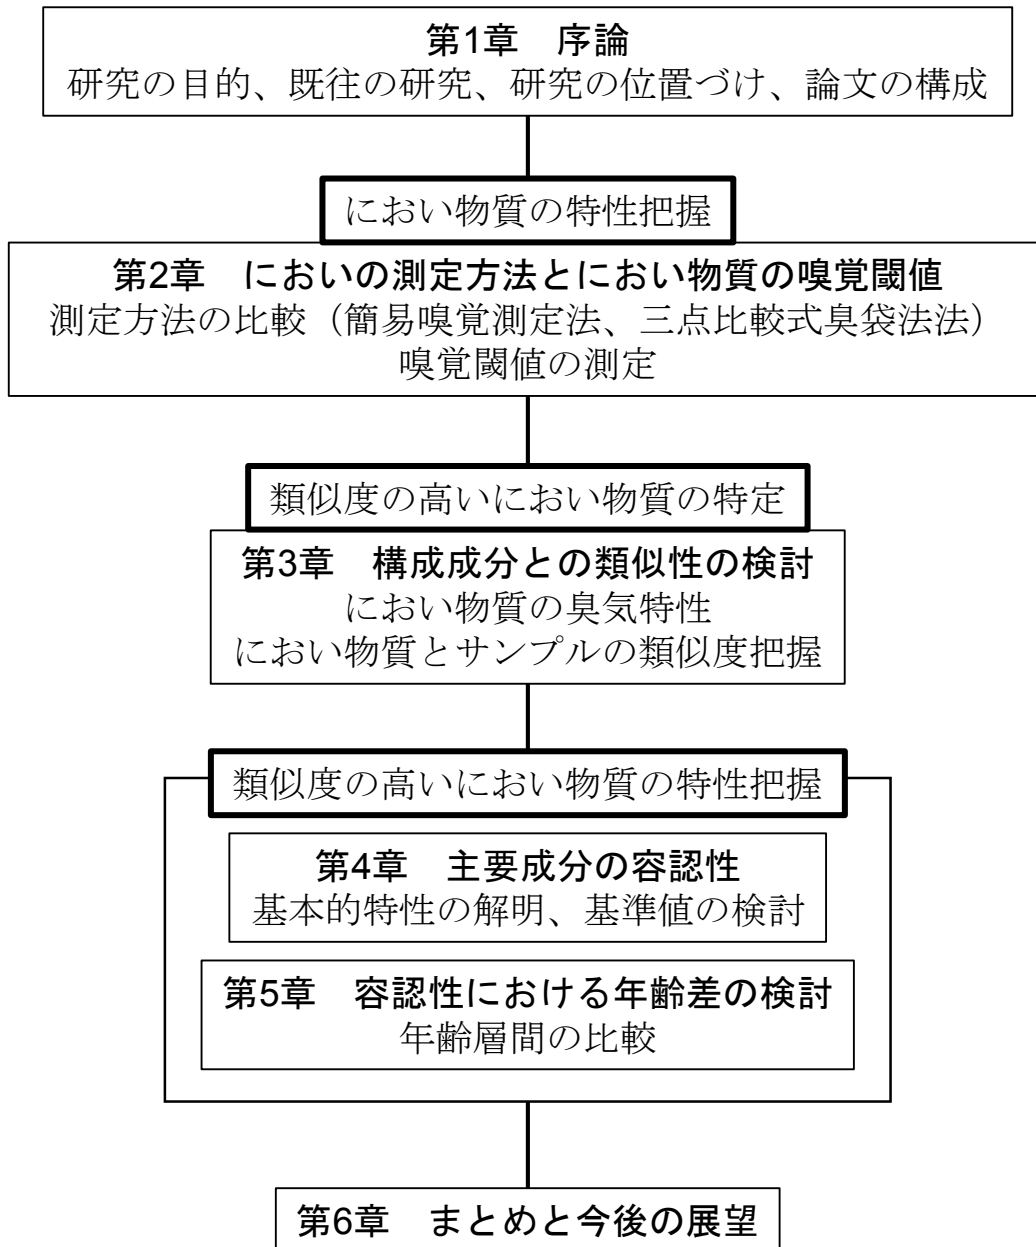 第1章　序論
研究の目的、既往の研究、研究の位置づけ、論文の構成
におい物質の特性把握
第2章　においの測定方法とにおい物質の嗅覚閾値
測定方法の比較（簡易嗅覚測定法、三点比較式臭袋法法）
嗅覚閾値の測定
類似度の高いにおい物質の特定
第3章　構成成分との類似性の検討
におい物質の臭気特性
におい物質とサンプルの類似度把握
類似度の高いにおい物質の特性把握
第4章　主要成分の容認性
基本的特性の解明、基準値の検討
第5章　容認性における年齢差の検討
年齢層間の比較
第6章　まとめと今後の展望